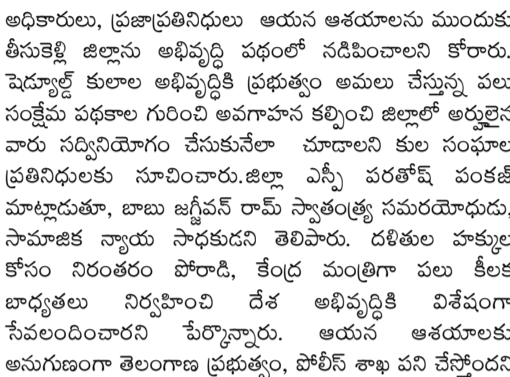 అధికారులు, ప్రజాప్రతినిధులు ఆయన ఆశయాలను ముందుకు
తీసుకెళ్లి జిల్లాను అభివృద్ధి పథంలో నడిపించాలని కోరారు.
షెడ్యూల్డ్ కులాల అభివృద్ధికి ప్రభుత్వం అమలు చేస్తున్న పలు
సంక్షేమ పథకాల గురించి అవగాహన కల్పించి జిల్లాలో అర్హులైన
వారు సద్వినియోగం చేసుకునేలా చూడాలని కుల సంఘాల
ప్రతినిధులకు సూచించారు.జిల్లా ఎస్పీ పరతోష్ పంకజ్
మాట్లాడుతూ, బాబు జగ్జీవన్ రామ్ స్వాతంత్ర్య సమరయోధుడు,
సామాజిక న్యాయ సాధకుడని తెలిపారు. దళితుల హక్కుల
కోసం నిరంతరం పోరాడి, కేంద్ర మంత్రిగా పలు కీలక
బాధ్యతలు నిర్వహించి దేశ అభివృద్ధికి విశేషంగా
సేవలందించారని పేర్కొన్నారు. ఆయన ఆశయాలకు
అనుగుణంగా తెలంగాణ ప్రభుత్వం, పోలీస్ శాఖ పని చేస్తోందని